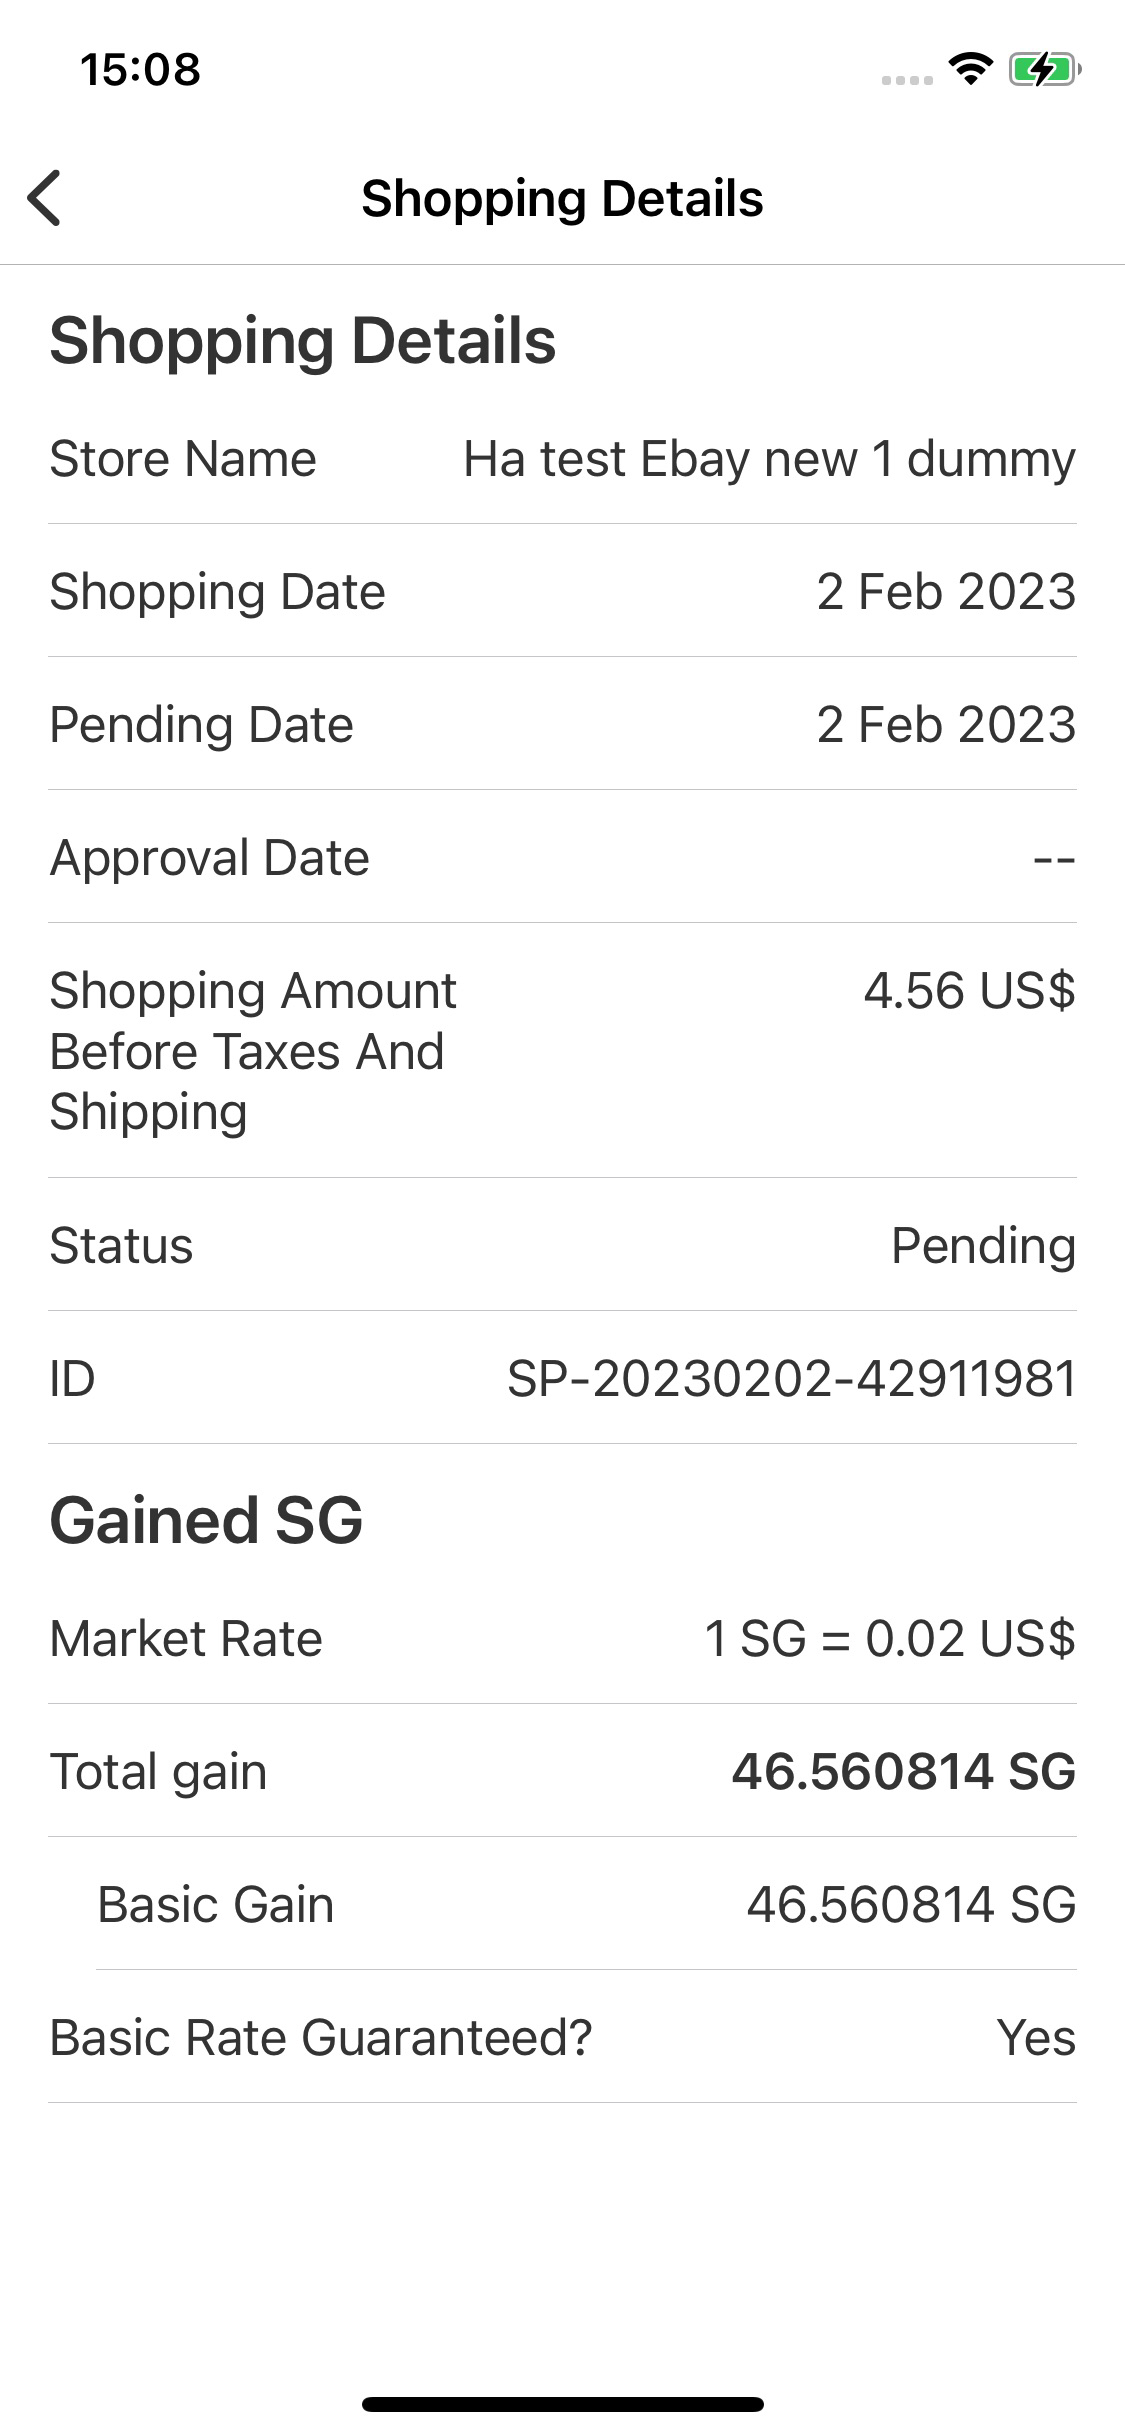 15:08
Shopping Details
Shopping Details
Store Name Ha test Ebay new 1 dummy
Shopping Date 2 Feb 2023
Pending Date 2 Feb 2023
Approval Date --
Shopping Amount 4.56 US$
Before Taxes And
Shipping
Status Pending
ID SP-20230202-42911981
Gained SG
Market Rate 1 SG = 0.02 US$
Total gain 46.560814 SG
Basic Gain 46.560814 SG
Basic Rate Guaranteed? Yes